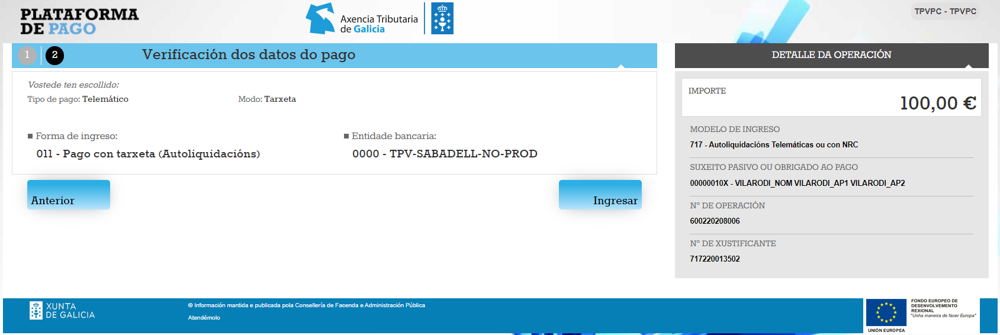 PLATAFORMA
DE PAGO
Axencia Tributaria
de Galicia
TPVPC - TPVPC
1 2 Verificación dos datos do pago
Vostede ten escollido:
Tipo de pago: Telemático Modo: Tarxeta
Forma de ingreso: Entidade bancaria:
011 - Pago con tarxeta (Autoliquidacións) 0000 - TPV-SABADELL-NO-PROD
Anterior Ingresar
DETALLE DA OPERACIÓN
IMPORTE
100,00 €
MODELO DE INGRESO
717 - Autoliquidacións Telemáticas ou con NRC
SUXEITO PASIVO OU OBRIGADO AO PAGO
00000010X - VILARODI_NOM VILARODI_AP1 VILARODI_AP2
Nº DE OPERACIÓN
600220208006
Nº DE XUSTIFICANTE
717220013502
XUNTA
DE GALICIA
© Información mantida e publicada pola Consellería de Facenda e Administración Pública
Atendémolo
UNIÓN EUROPEA
FONDO EUROPEO DE
DESENVOLVEMENTO
REXIONAL
"Unha maneira de facer Europa"